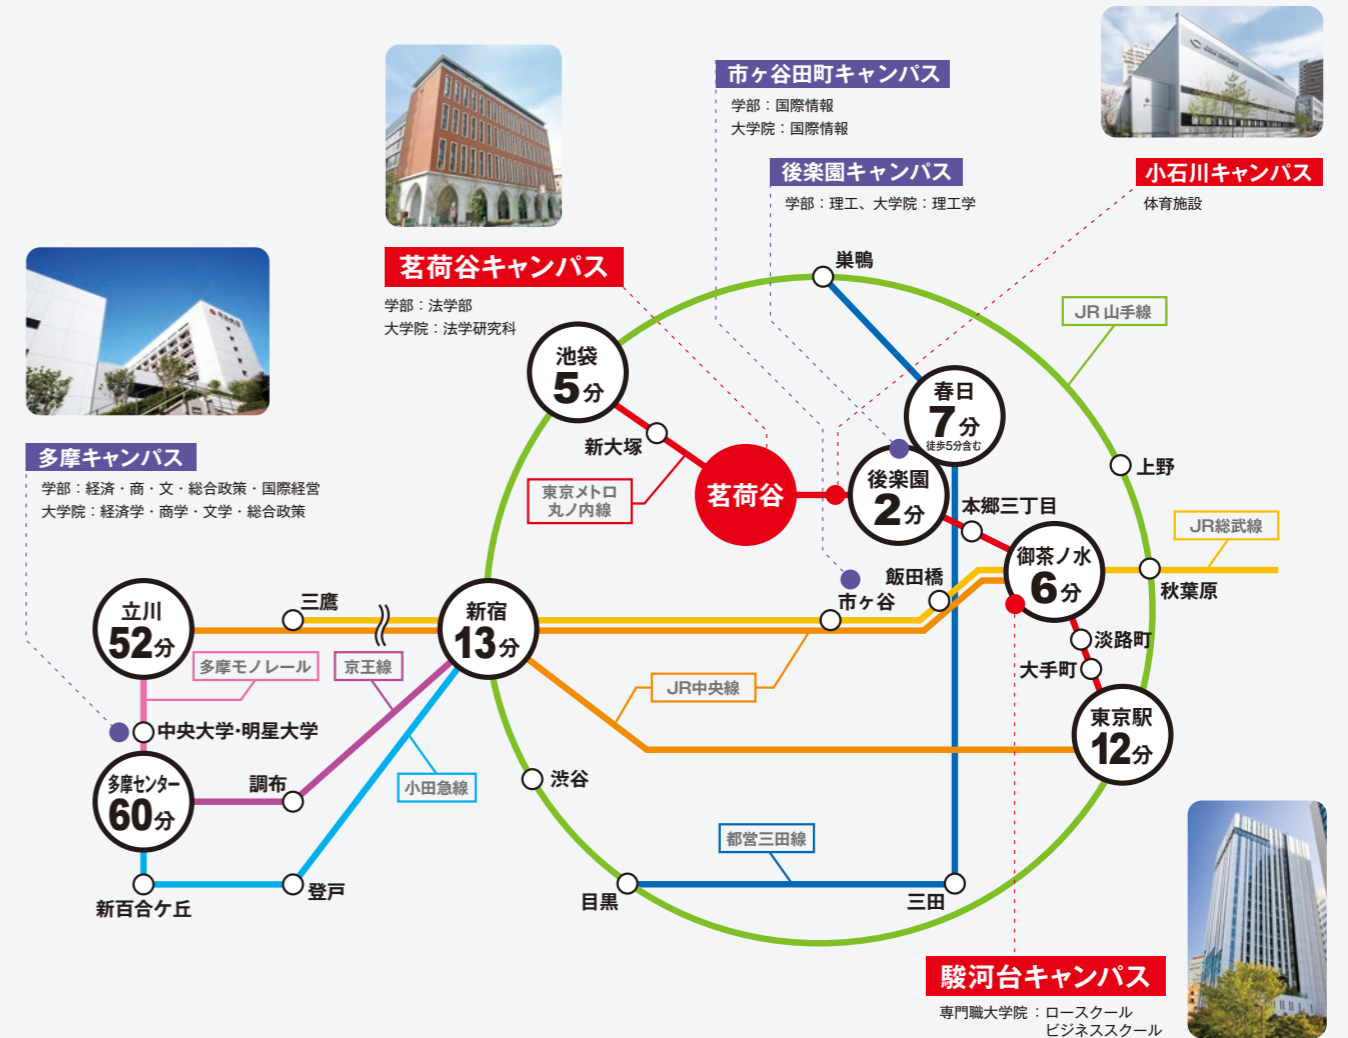 市ヶ谷田町キャンパス
学部：国際情報
大学院：国際情報
後楽園キャンパス
学部：理工、大学院：理工学
小石川キャンパス
体育施設
茗荷谷キャンパス
学部：法学部
大学院：法学研究科
多摩キャンパス
学部：経済・商・文・総合政策・国際経営
大学院：経済学・商学・文学・総合政策
巣鴨
JR 山手線
池袋
5分
春日
7分
徒歩5分含む
新大塚
上野
東京メトロ
丸ノ内線
茗荷谷
後楽園
2分
本郷三丁目
JR総武線
御茶ノ水
6分
飯田橋
市ヶ谷
秋葉原
立川
52分
三鷹
新宿
13分
淡路町
大手町
多摩モノレール
京王線
JR中央線
東京駅
12分
中央大学・明星大学
多摩センター
60分
調布
小田急線
渋谷
都営三田線
新百合ケ丘
登戸
目黒
三田
駿河台キャンパス
専門職大学院 ：ロースクール
ビジネススクール